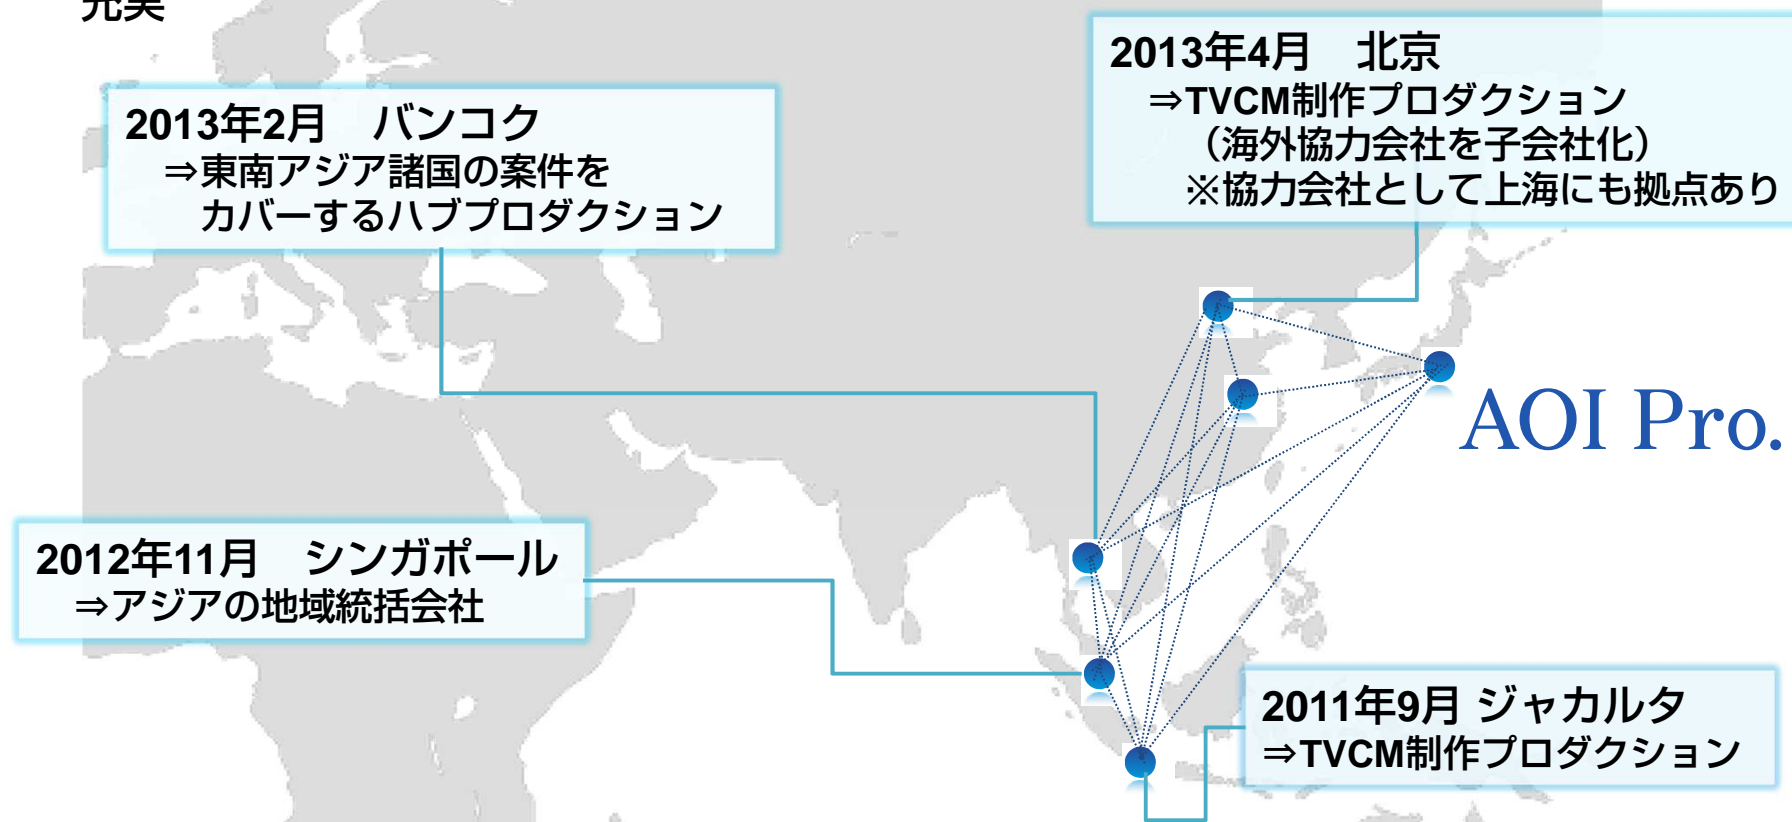 充実
2013年4月　北京
⇒TVCM制作プロダクション
（海外協力会社を子会社化）
※協力会社として上海にも拠点あり
2013年2月　バンコク
⇒東南アジア諸国の案件を
カバーするハブプロダクション
AOI Pro.
2012年11月　シンガポール
⇒アジアの地域統括会社
2011年9月 ジャカルタ
⇒TVCM制作プロダクション